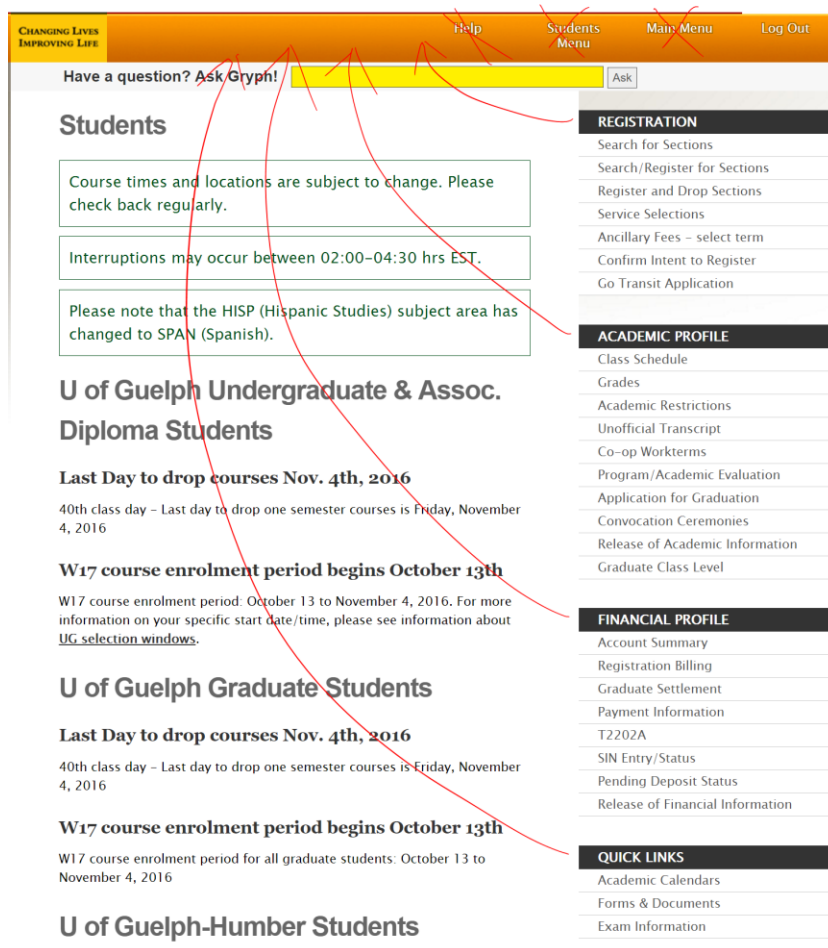 CHANGING LIVES
IMPROVING LIFE
Help
Students
Menu
Main Menu
Log Out
Have a question? Ask Gryph!
Ask
Students
Course times and locations are subject to change. Please
check back regularly.
Interruptions may occur between 02:00-04:30 hrs EST.
Please note that the HISP (Hispanic Studies) subject area has
changed to SPAN (Spanish).
U of Guelph Undergraduate & Assoc.
Diploma Students
Last Day to drop courses Nov. 4th, 2016
40th class day – Last day to drop one semester courses is Friday, November
4, 2016
W17 course enrolment period begins October 13th
W17 course enrolment period: October 13 to November 4, 2016. For more
information on your specific start date/time, please see information about
UG selection windows.
U of Guelph Graduate Students
Last Day to drop courses Nov. 4th, 2016
40th class day – Last day to drop one semester courses is Friday, November
4, 2016
W17 course enrolment period begins October 13th
W17 course enrolment period for all graduate students: October 13 to
November 4, 2016
U of Guelph-Humber Students
REGISTRATION
Search for Sections
Search/Register for Sections
Register and Drop Sections
Service Selections
Ancillary Fees – select term
Confirm Intent to Register
Go Transit Application
ACADEMIC PROFILE
Class Schedule
Grades
Academic Restrictions
Unofficial Transcript
Co-op Workterms
Program/Academic Evaluation
Application for Graduation
Convocation Ceremonies
Release of Academic Information
Graduate Class Level
FINANCIAL PROFILE
Account Summary
Registration Billing
Graduate Settlement
Payment Information
T2202A
SIN Entry/Status
Pending Deposit Status
Release of Financial Information
QUICK LINKS
Academic Calendars
Forms & Documents
Exam Information